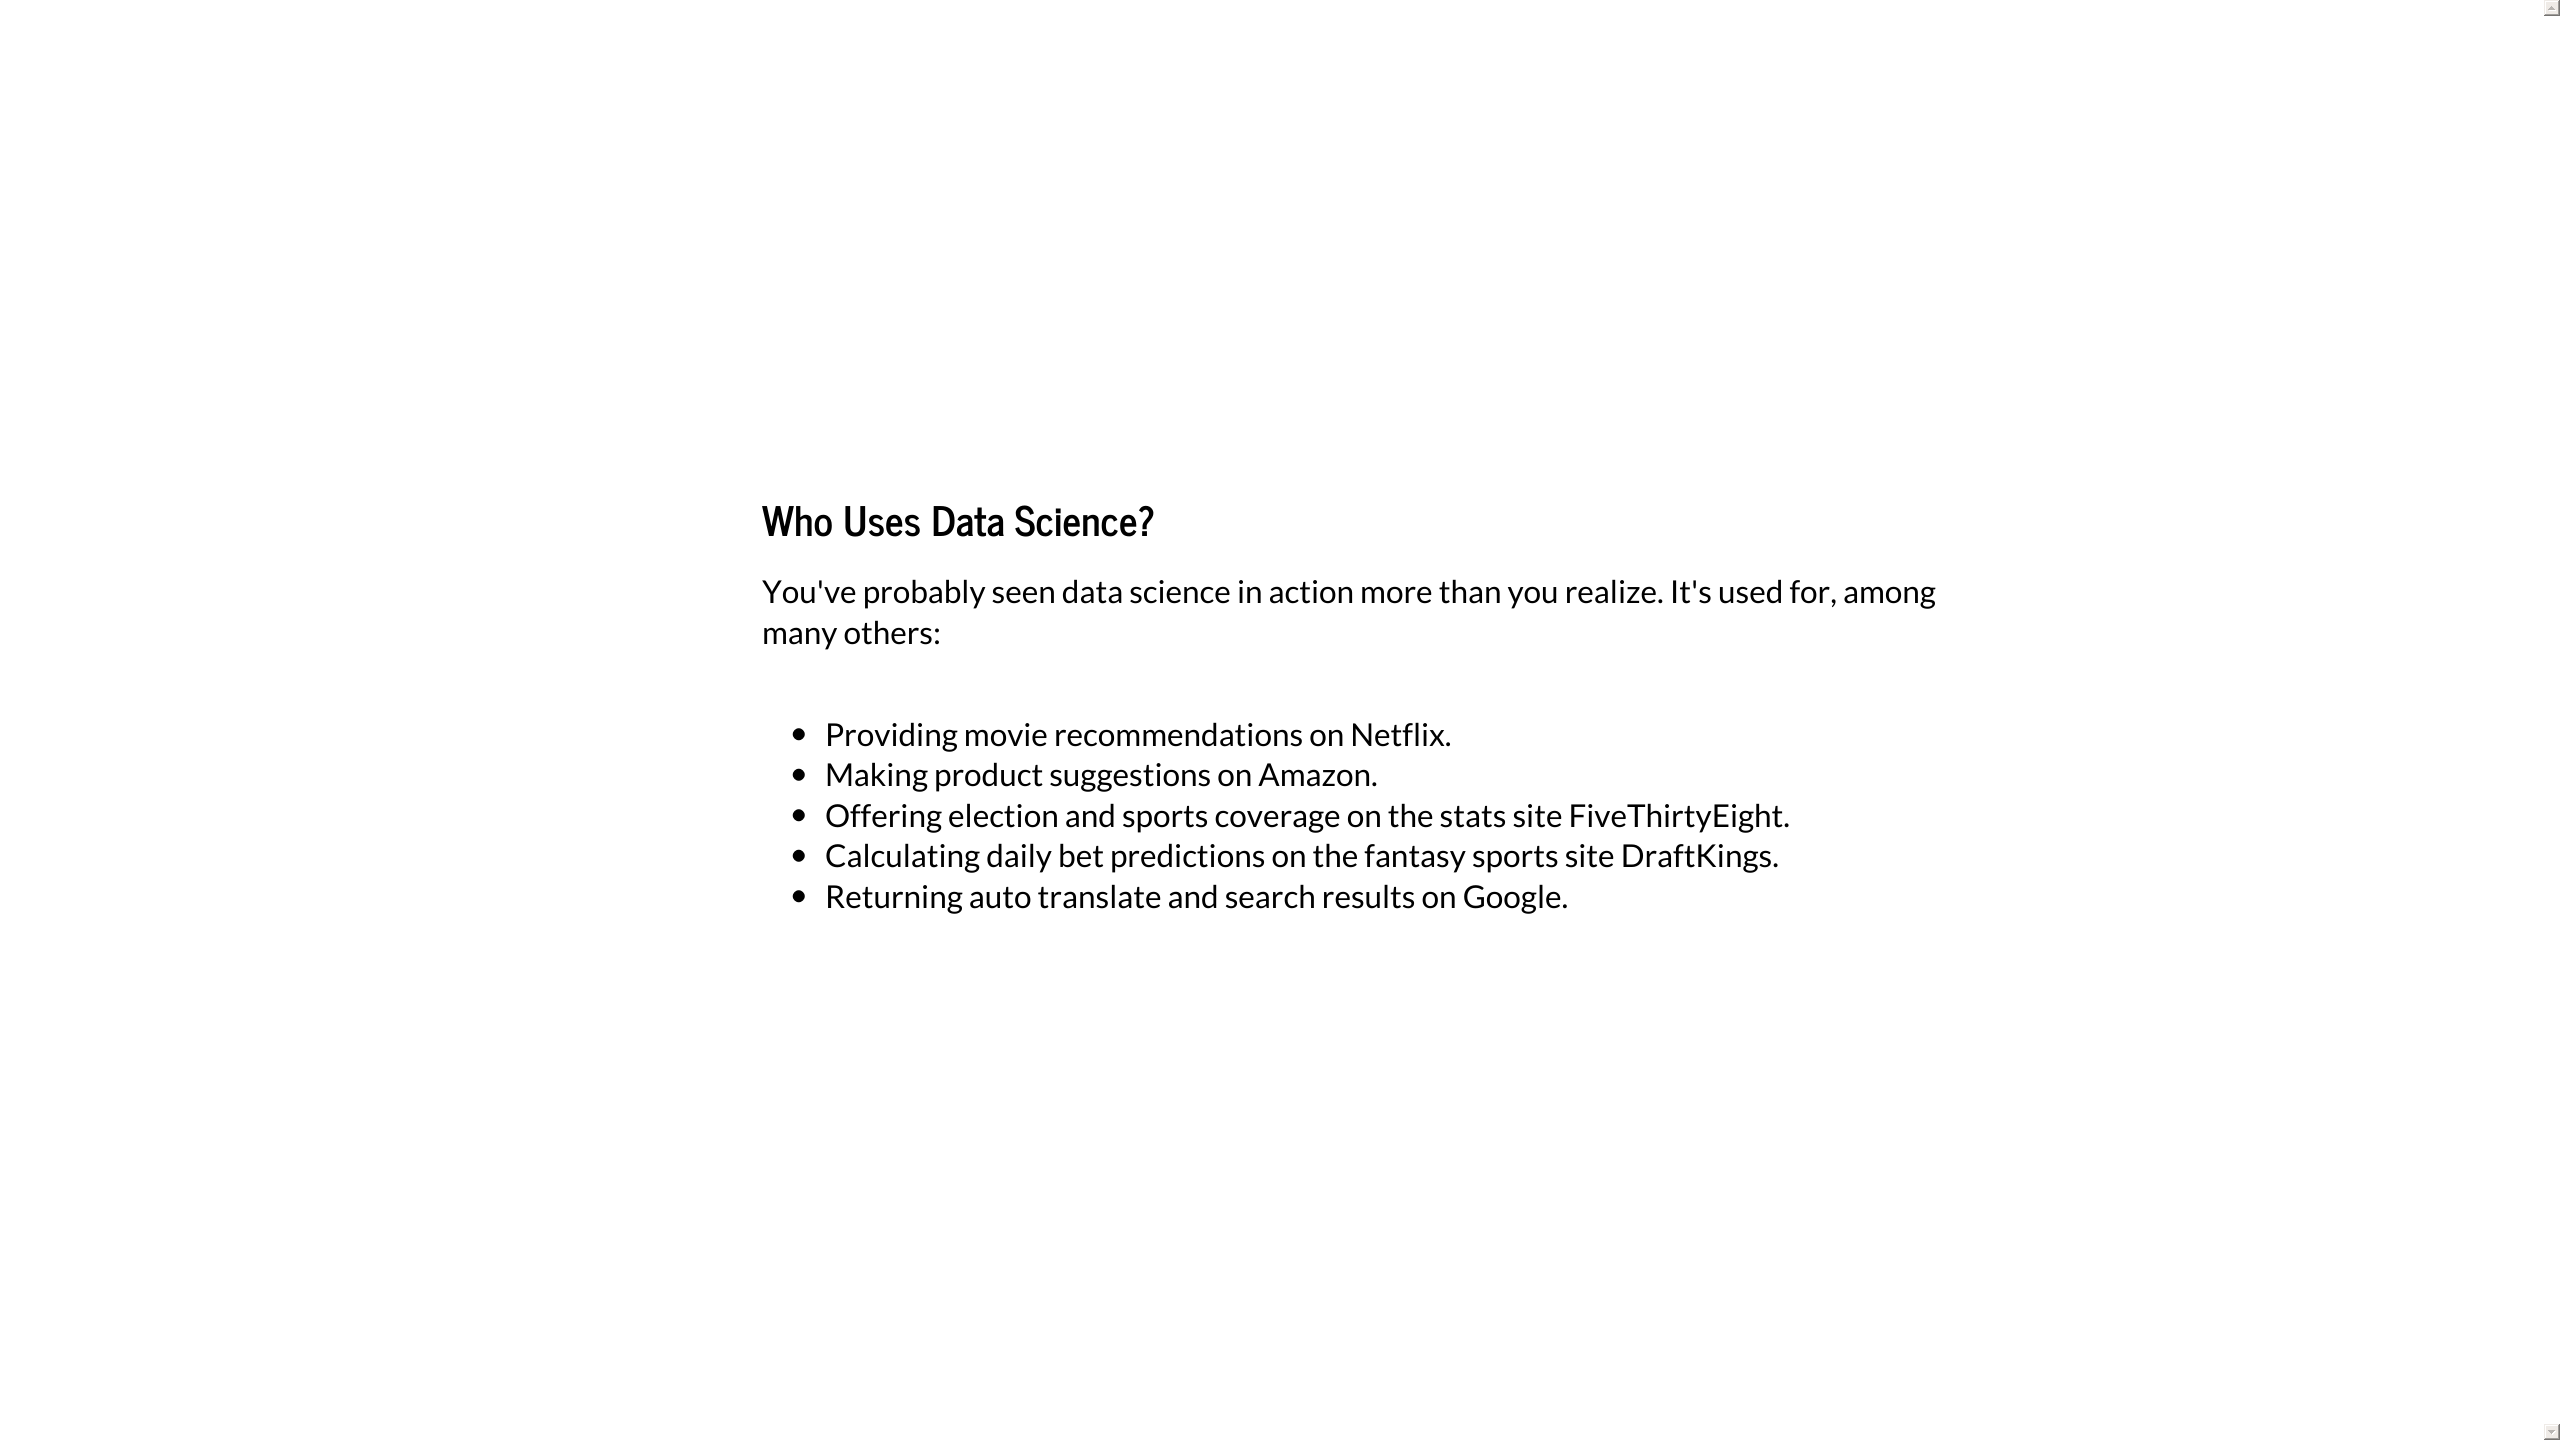 Who Uses Data Science?
You've probably seen data science in action more than you realize. It's used for, among
many others:
• Providing movie recommendations on Netflix.
• Making product suggestions on Amazon.
• Offering election and sports coverage on the stats site FiveThirtyEight.
• Calculating daily bet predictions on the fantasy sports site DraftKings.
• Returning auto translate and search results on Google.